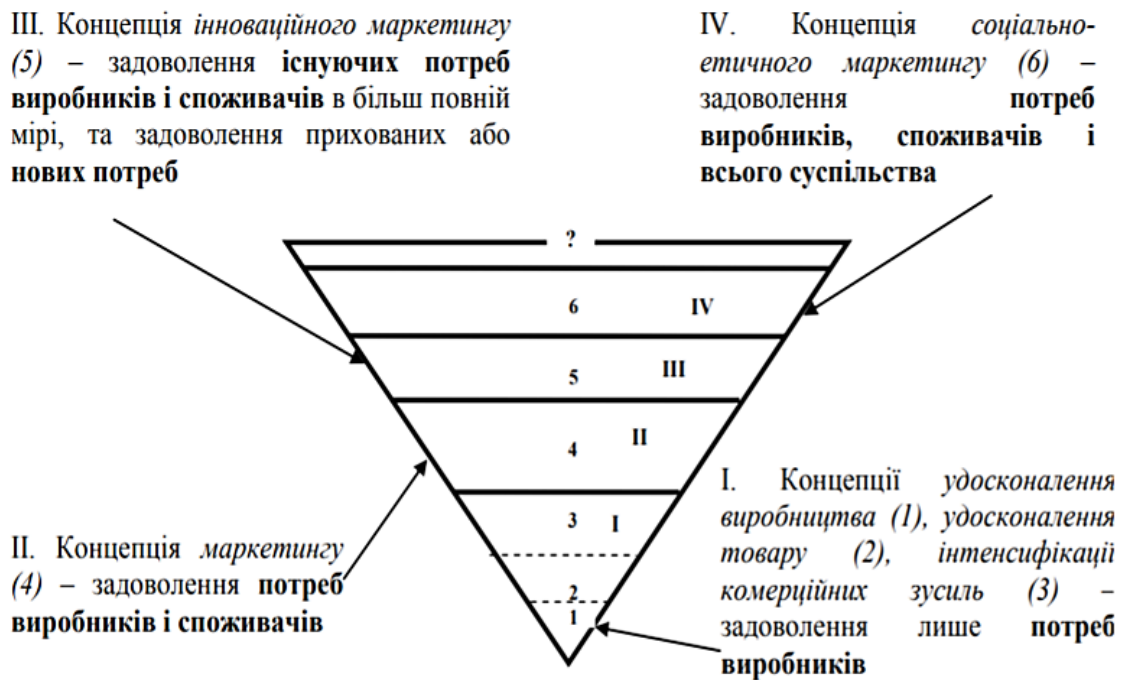 III. Концепція інноваційного маркетингу
(5) – задоволення існуючих потреб
виробників і споживачів в більш повній
мірі, та задоволення прихованих або
нових потреб
IV. Концепція соціально-
етичного маркетингу (6) –
задоволення потреб
виробників, споживачів і
всього суспільства
?
6 IV
5 III
4 II
3 I
2
1
II. Концепція маркетингу
(4) – задоволення потреб
виробників і споживачів
I. Концепції удосконалення
виробництва (1), удосконалення
товару (2), інтенсифікації
комерційних зусиль (3) –
задоволення лише потреб
виробників